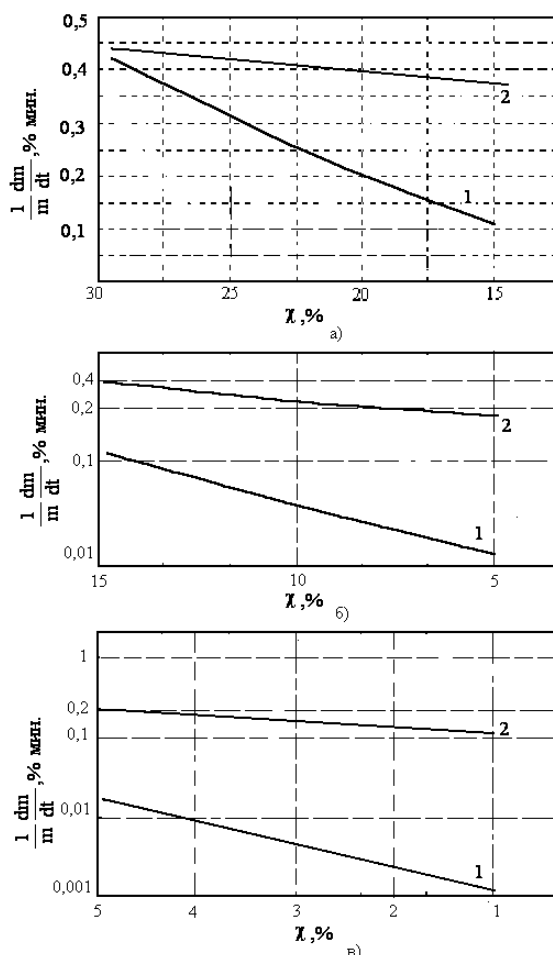 0,5
0,4
0,3
0,2
0,1
1/m dm/dt ,% мин.
2
1
30 25 20 15
χ ,%
а)
0,4
0,2
0,1
0,01
1/m dm/dt ,% мин.
2
1
15 10 5
χ ,%
б)
1
0,2
0,1
0,01
0,001
1/m dm/dt ,% мин.
2
1
5 4 3 2 1
χ ,%
в)